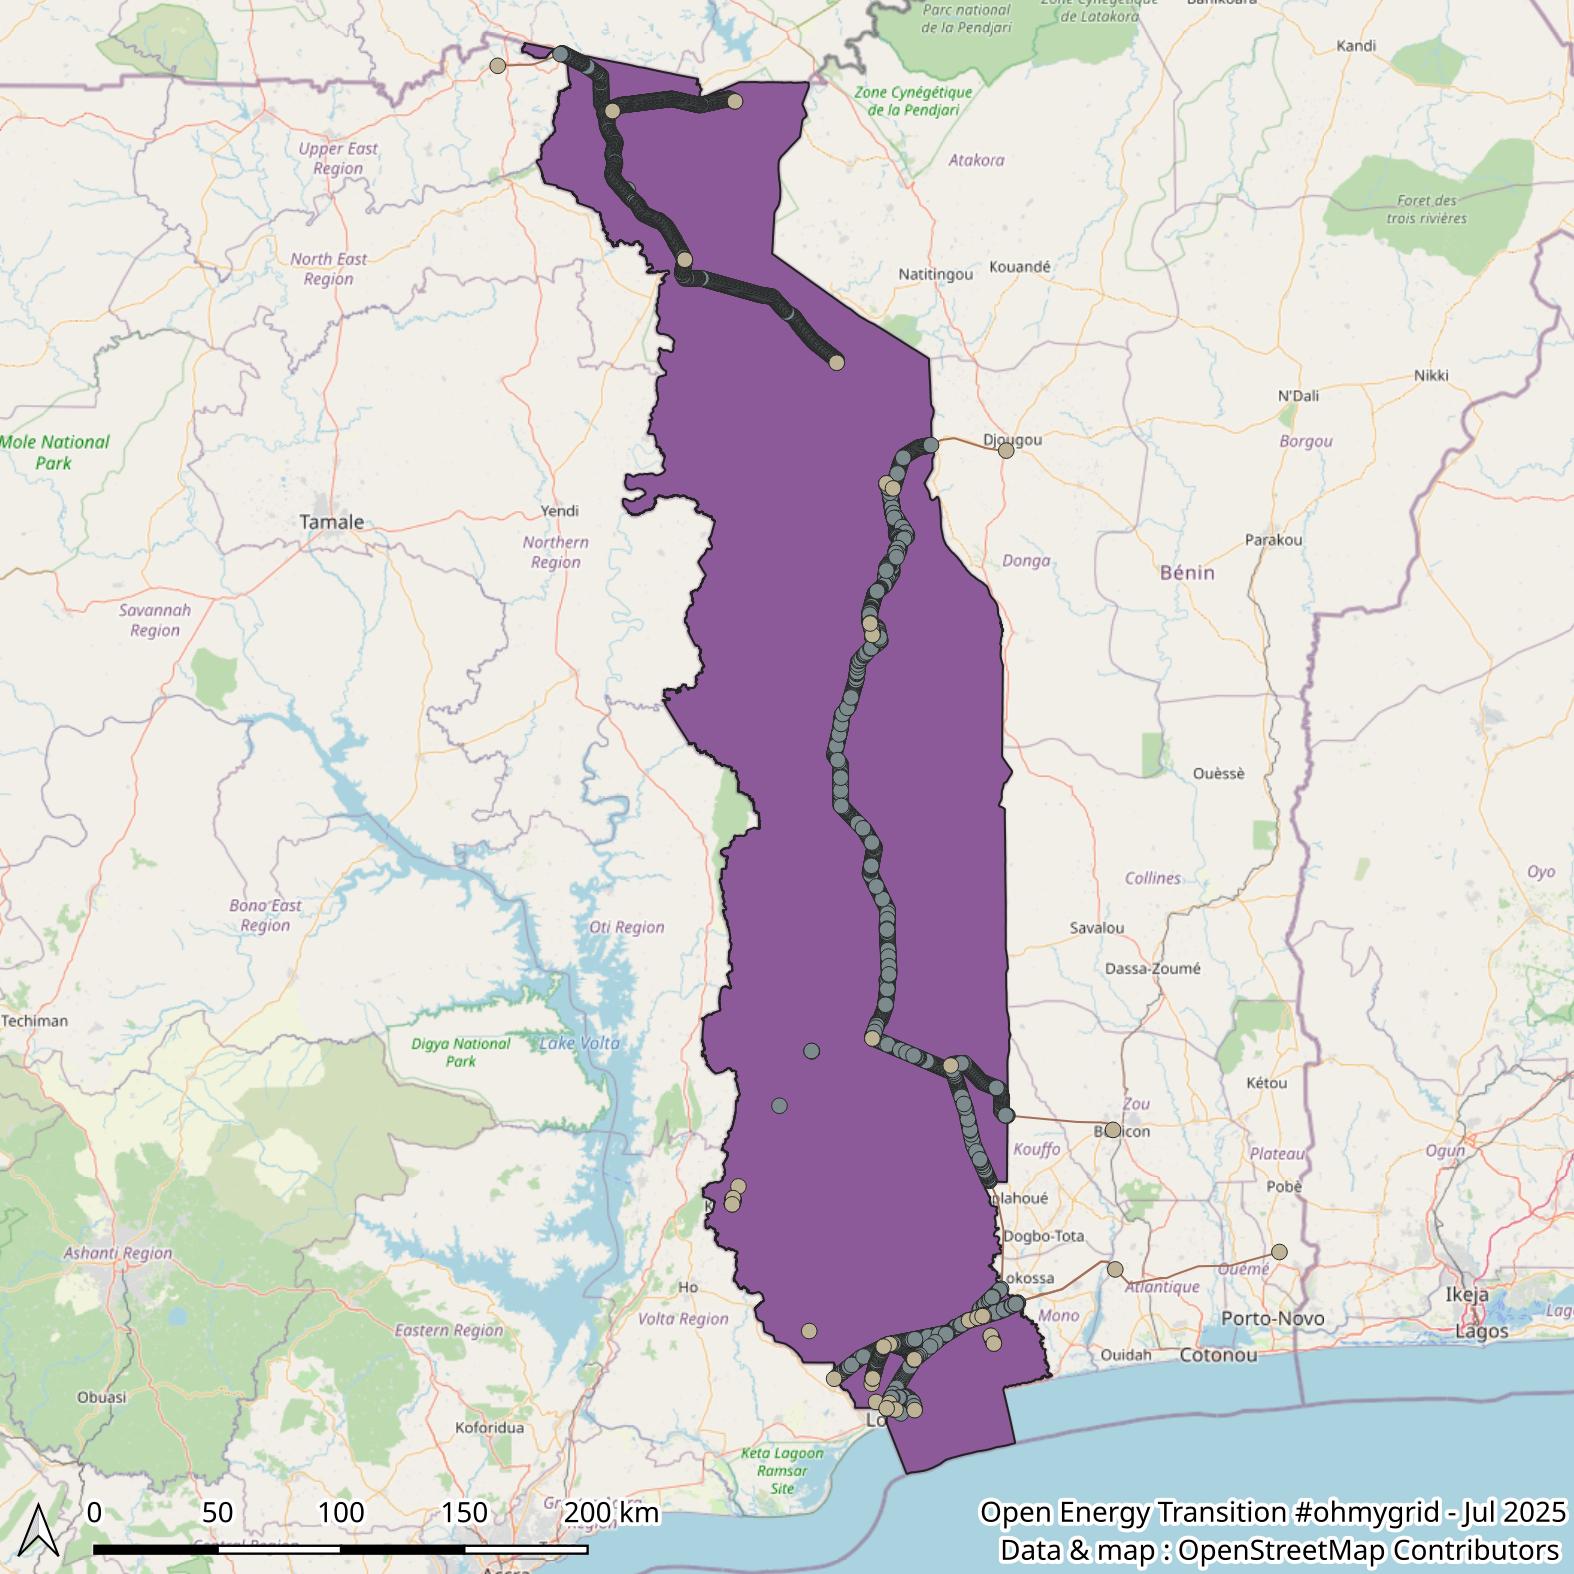 Parc national
de la Pendjari
Zone Cynégétique
de Latakora
Kandi
Zone Cynégétique
de la Pendjari
Upper East
Region
Atakora
Foret des
trois rivières
North East
Region
Natitingou
Kouandé
Nikki
N'Dali
Mole National
Park
Djougou
Borgou
Yendi
Tamale
Northern
Region
Parakou
Donga
Bénin
Savannah
Region
Ouèssè
Oyo
Collines
Bono East
Region
Oti Region
Savalou
Dassa-Zoumé
Techiman
Digya National
Park
Lake Volta
Kétou
Zou
Kouffo
Plateau
Ogun
Pobè
plahoué
Dogbo-Tota
Ashanti Region
Ouémé
Lokossa
Atlantique
Ho
Volta Region
Mono
Ikeja
Porto-Novo
Lagos
Eastern Region
Ouidah
Cotonou
Obuasi
Koforidua
Lo
Keta Lagoon
Ramsar
Site
0 50 100 150 200 km
Central Region
Accra
Open Energy Transition #ohmygrid - Jul 2025
Data & map : OpenStreetMap Contributors